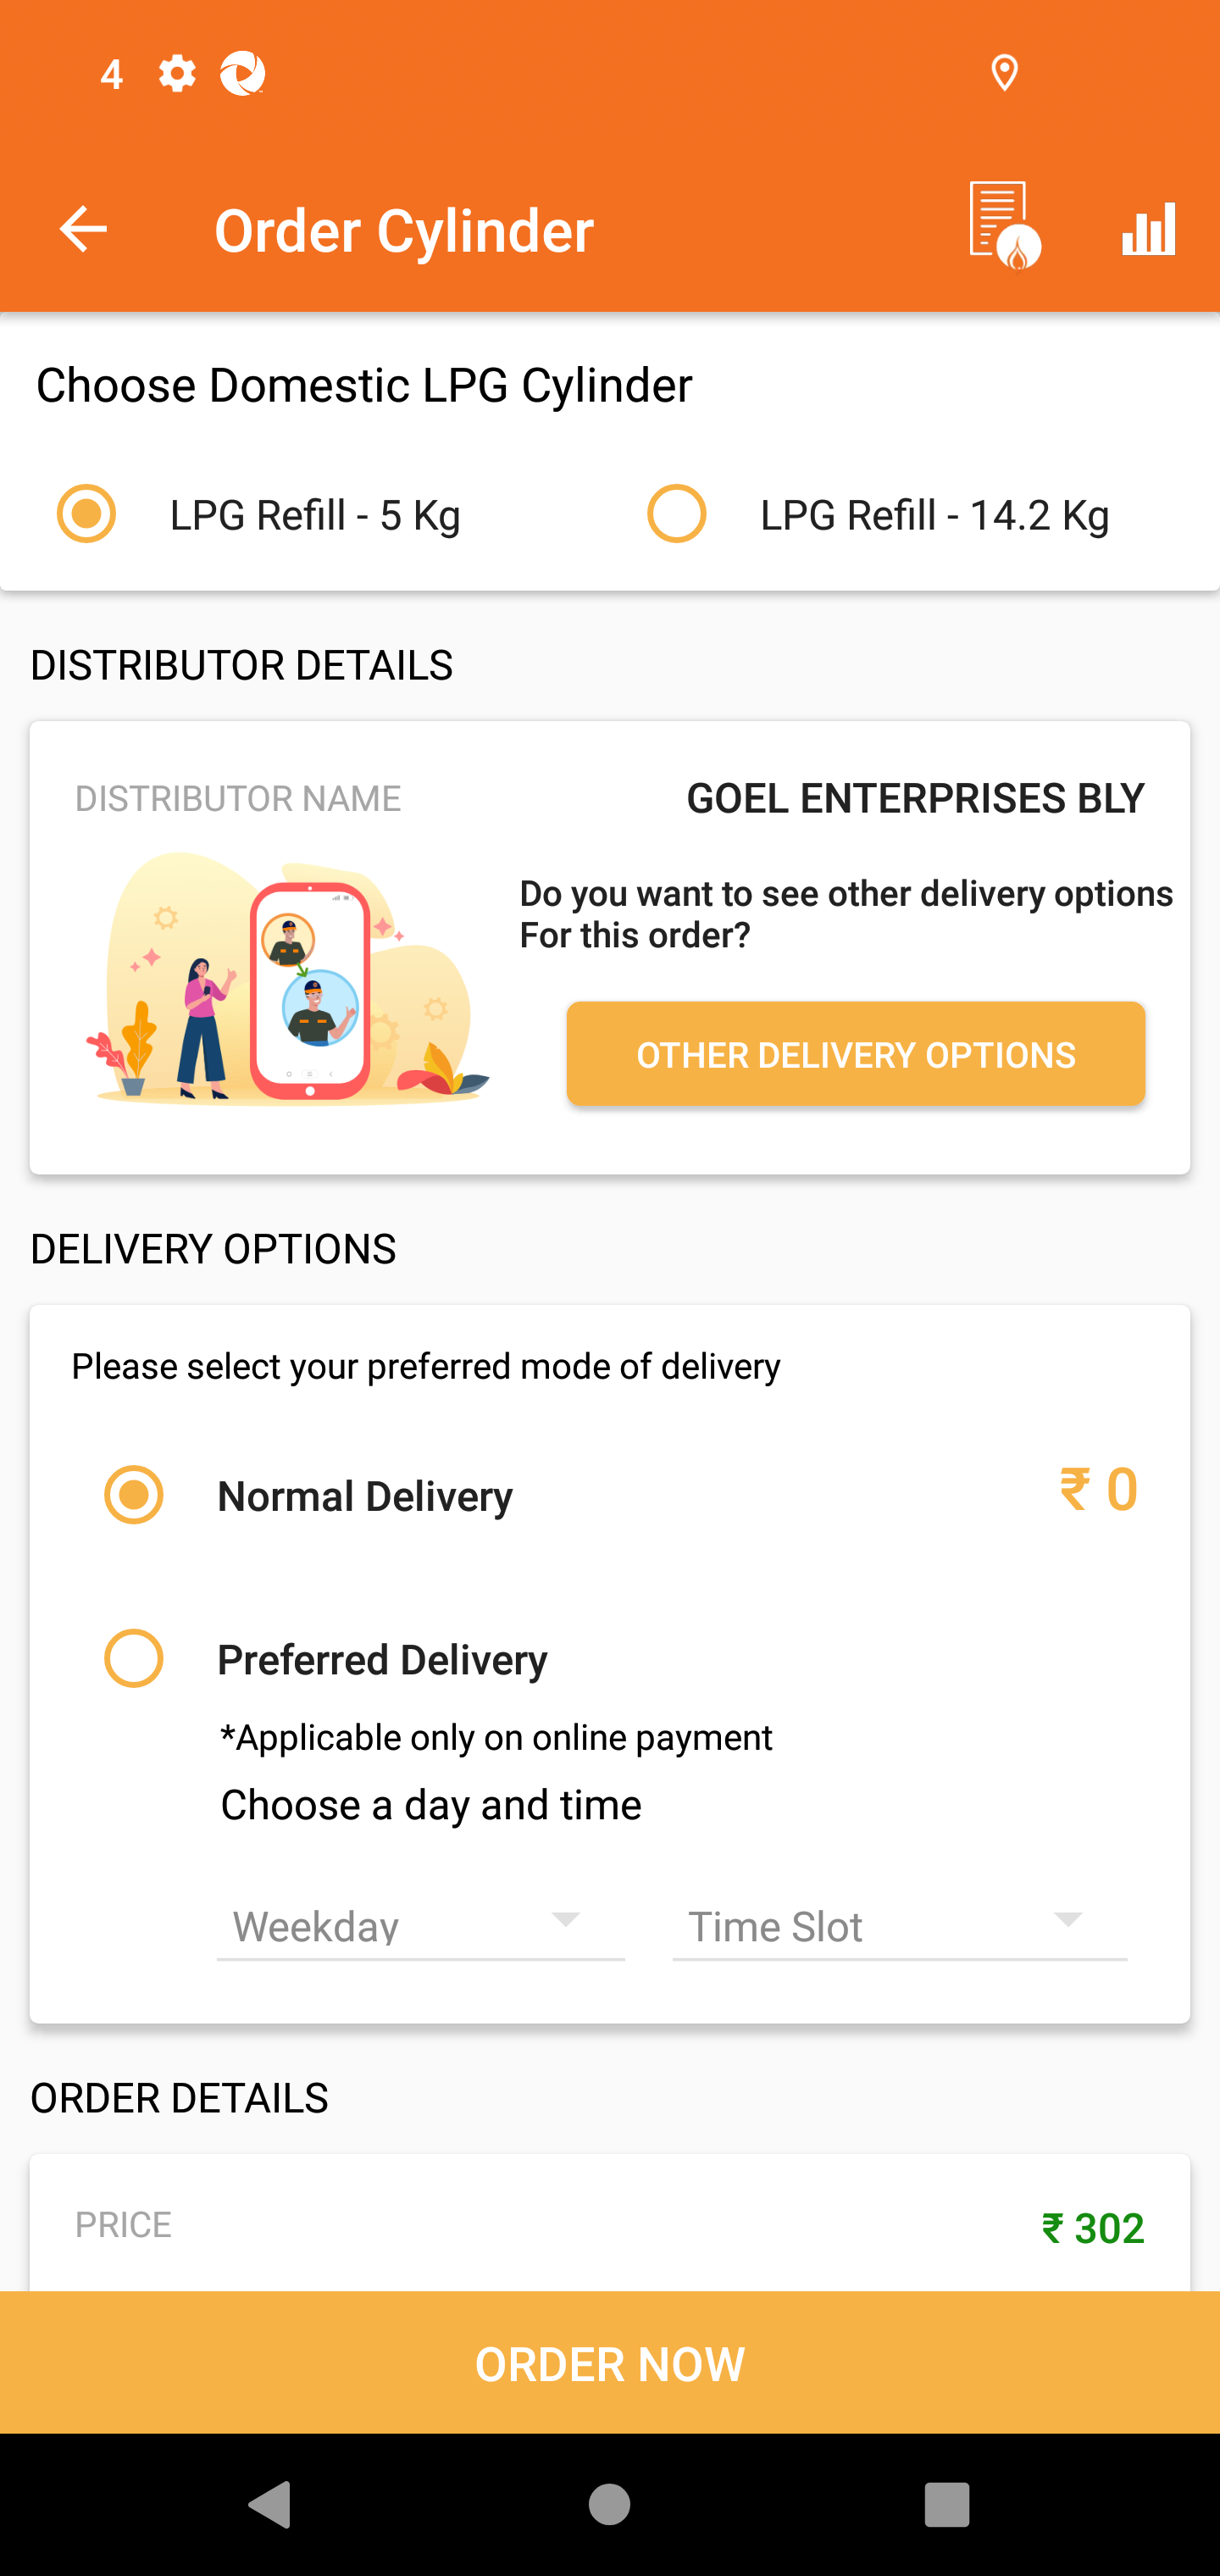 4
Order Cylinder
Choose Domestic LPG Cylinder
LPG Refill - 5 Kg
LPG Refill - 14.2 Kg
DISTRIBUTOR DETAILS
DISTRIBUTOR NAME
GOEL ENTERPRISES BLY
Do you want to see other delivery options
For this order?
OTHER DELIVERY OPTIONS
DELIVERY OPTIONS
Please select your preferred mode of delivery
Normal Delivery
₹ 0
Preferred Delivery
*Applicable only on online payment
Choose a day and time
Weekday
Time Slot
ORDER DETAILS
PRICE
₹ 302
ORDER NOW